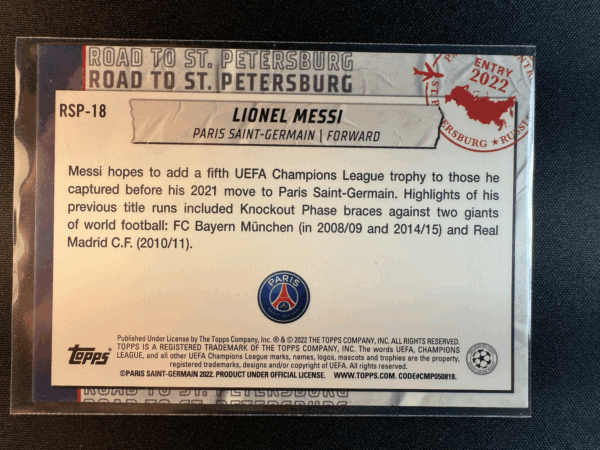 ROAD TO ST. PETERSBURG
ROAD TO ST. PETERSBURG
ENTRY
2022
RSP-18
LIONEL MESSI
PARIS SAINT-GERMAIN | FORWARD
Messi hopes to add a fifth UEFA Champions League trophy to those he
captured before his 2021 move to Paris Saint-Germain. Highlights of his
previous title runs included Knockout Phase braces against two giants
of world football: FC Bayern München (in 2008/09 and 2014/15) and Real
Madrid C.F. (2010/11).
PARIS
Topps
Published Under License by The Topps Company, Inc. ® & © 2022 THE TOPPS COMPANY, INC. ALL RIGHTS RESERVED.
TOPPS IS A REGISTERED TRADEMARK OF THE TOPPS COMPANY, INC. The words UEFA, CHAMPIONS
LEAGUE, and all other UEFA Champions League marks, names, logos, mascots and trophies are the property,
registered trademarks, designs and/or copyright of UEFA. All rights reserved.
©PARIS SAINT-GERMAIN 2022. PRODUCT UNDER OFFICIAL LICENSE. WWW.TOPPS.COM. CODE#CMP050818.
ROAD TO ST. PETERSBURG